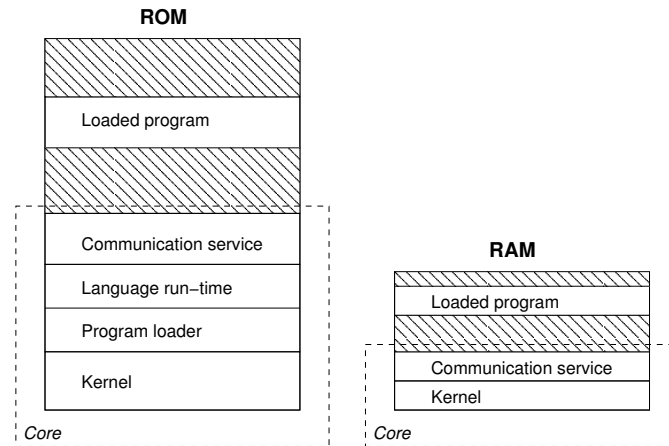 ROM
Loaded program
Communication service
Language run−time
Program loader
Kernel
Core
RAM
Loaded program
Communication service
Kernel
Core